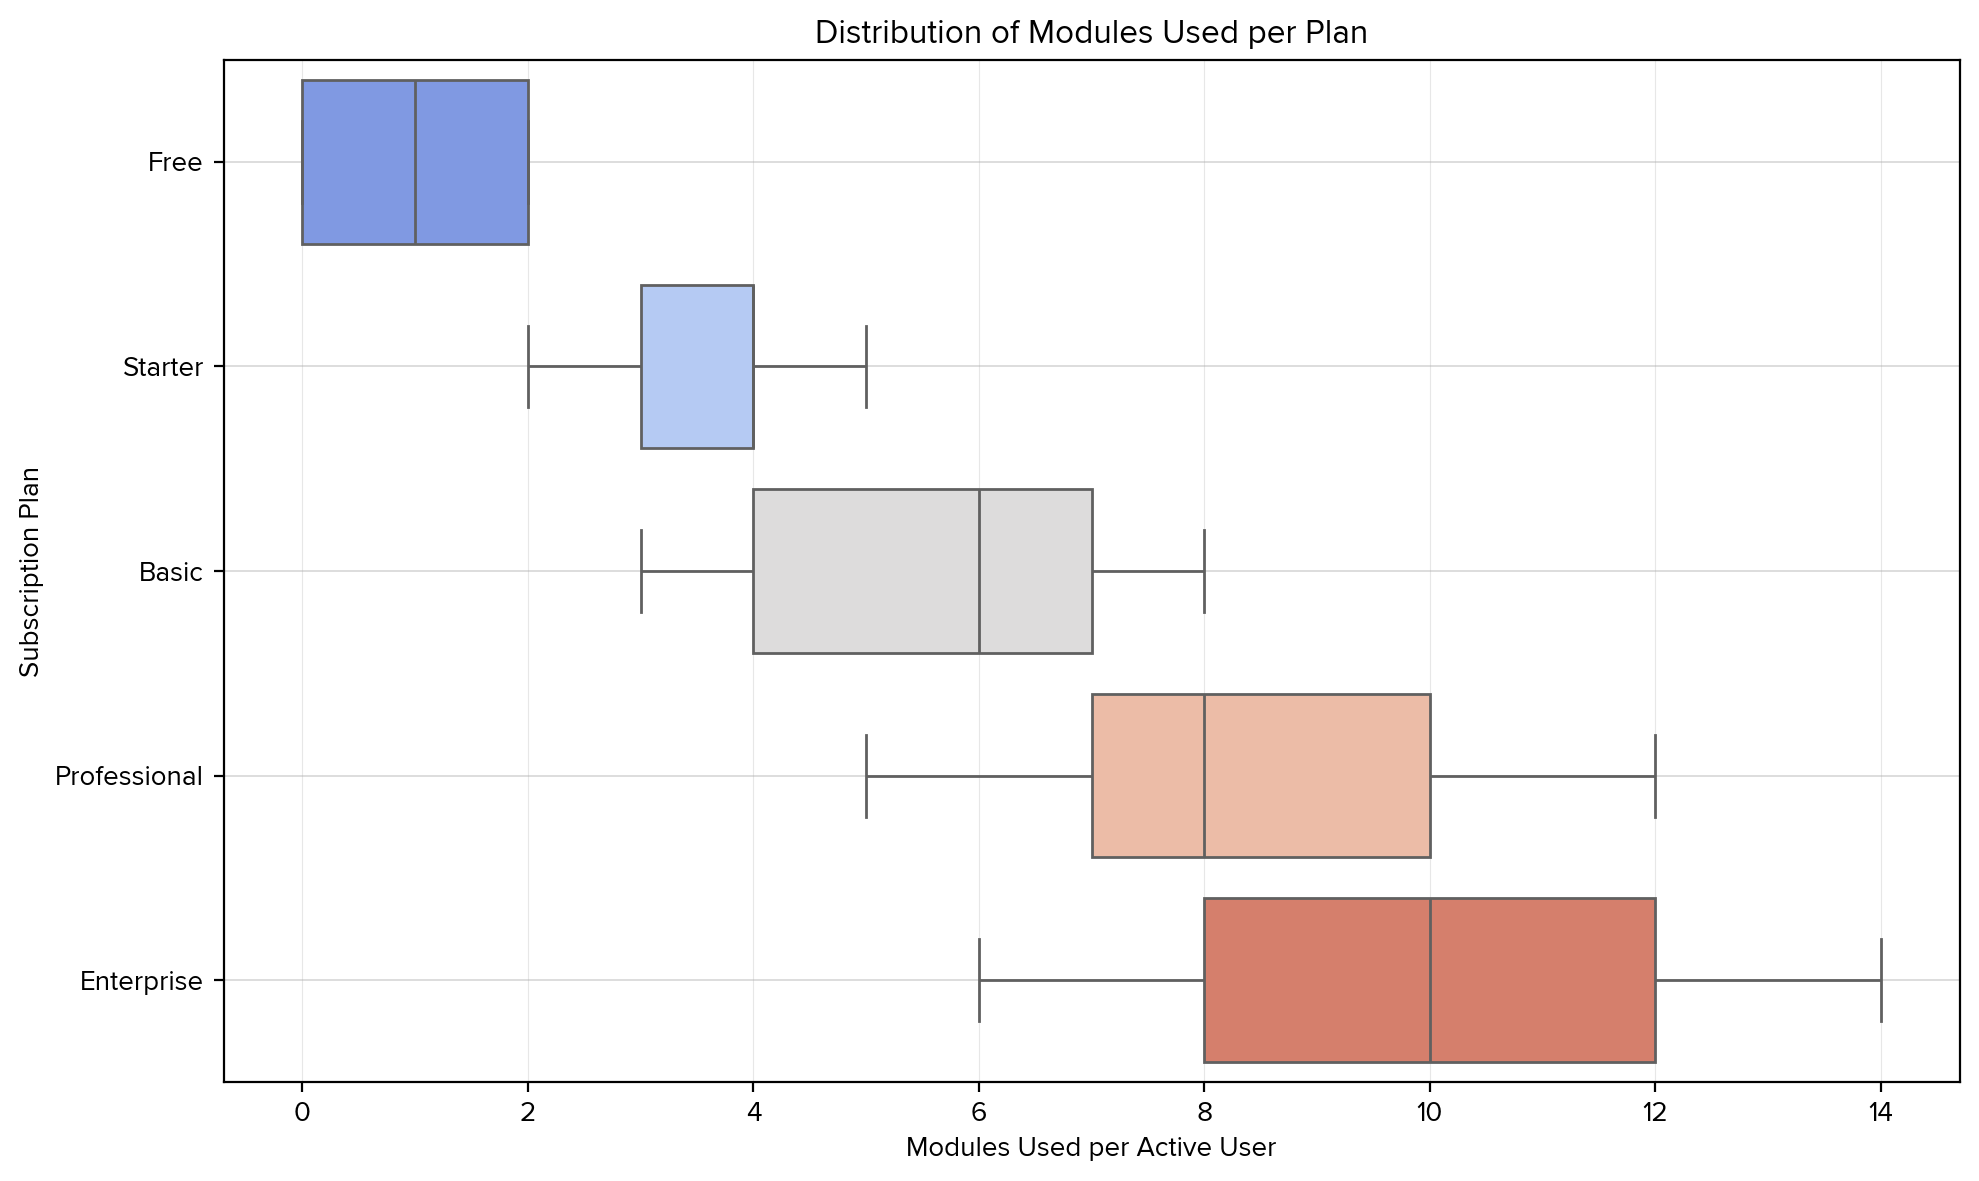 Distribution of Modules Used per Plan
Subscription Plan
Free
Starter
Basic
Professional
Enterprise
0 2 4 6 8 10 12 14
Modules Used per Active User